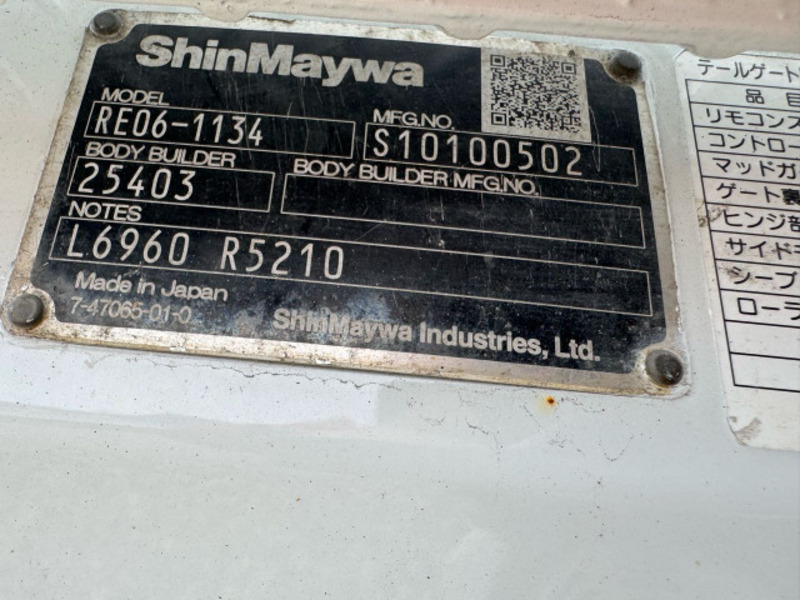 ShinMaywa
MODEL
RE06-1134
MFG.NO.
S10100502
BODY BUILDER
25403
BODY BUILDER MFG.NO.
NOTES
L6960 R5210
Made in Japan
7-47065-01-0
ShinMaywa Industries, Ltd.
テールゲート
品目
リモコンス
コントロー
マッドガ
ゲート裏
ヒンジ部
サイドモ
シーブ
ローラ